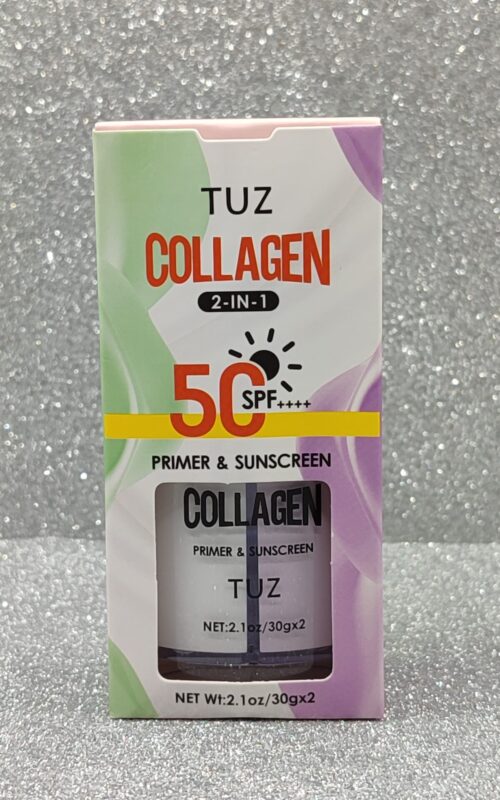 TUZ
COLLAGEN
2-IN-1
50
SPF++++
PRIMER & SUNSCREEN
COLLAGEN
PRIMER & SUNSCREEN
TUZ
NET:2.1oz/30gx2
NET Wt:2.1oz/30gx2